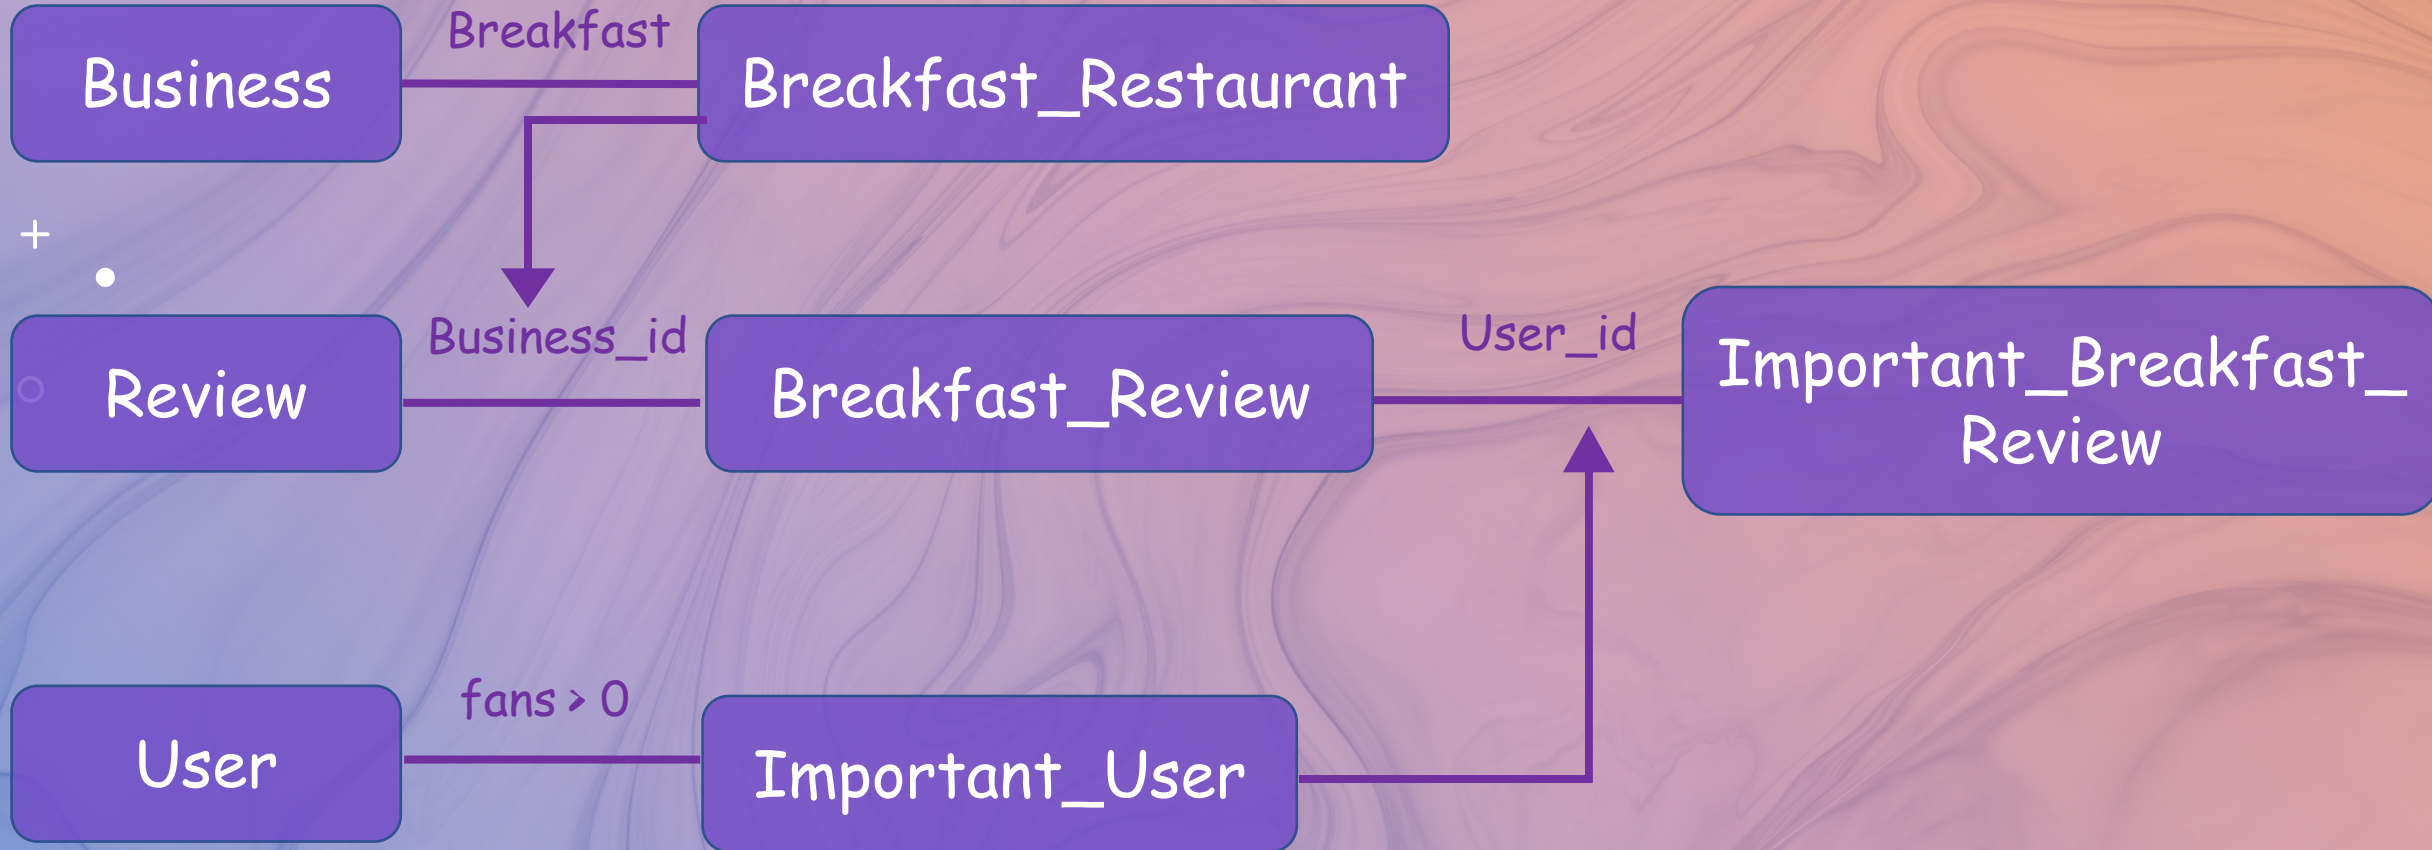 Business
Breakfast
Breakfast_Restaurant
Review
Business_id
Breakfast_Review
User_id
Important_Breakfast_
Review
User
fans > 0
Important_User